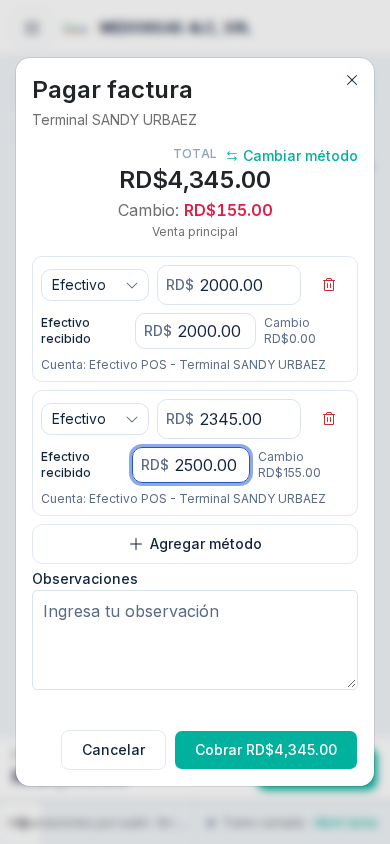 Pagar factura
Terminal SANDY URBAEZ
TOTAL
Cambiar método
RD$4,345.00
Cambio: RD$155.00
Venta principal
Efectivo
RD$ 2000.00
Efectivo recibido
RD$ 2000.00
Cambio RD$0.00
Cuenta: Efectivo POS - Terminal SANDY URBAEZ
Efectivo
RD$ 2345.00
Efectivo recibido
RD$ 2500.00
Cambio RD$155.00
Cuenta: Efectivo POS - Terminal SANDY URBAEZ
Agregar método
Observaciones
Ingresa tu observación
Cancelar
Cobrar RD$4,345.00